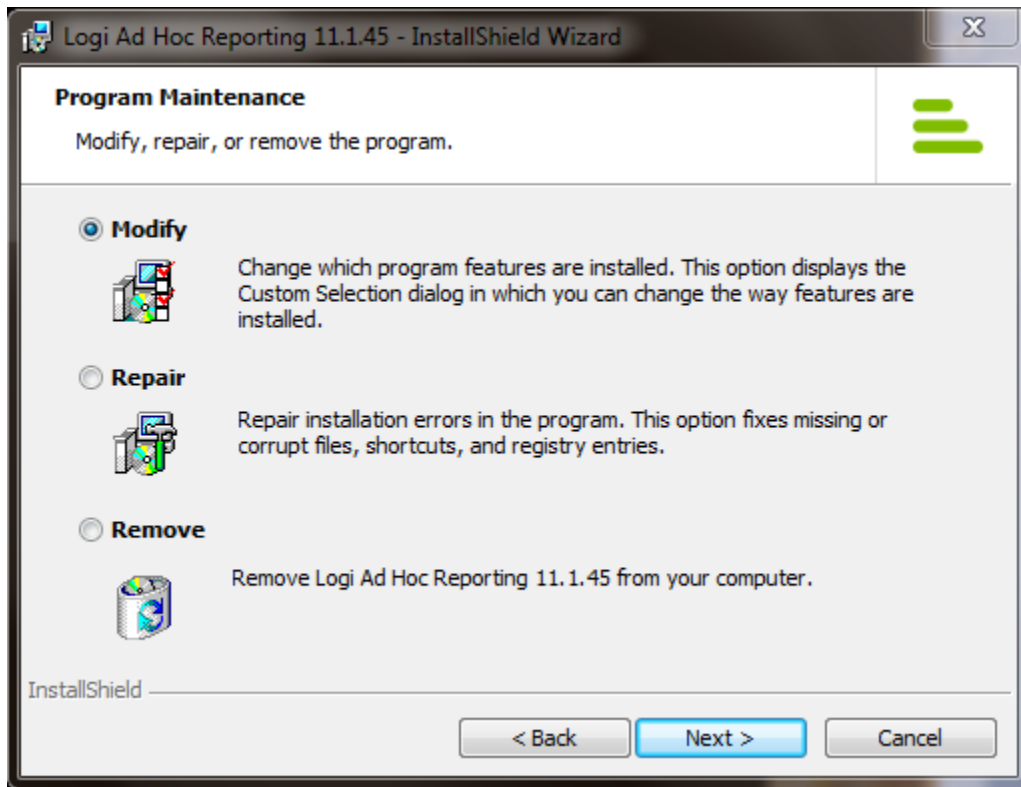 Logi Ad Hoc Reporting 11.1.45 - InstallShield Wizard
Program Maintenance
Modify, repair, or remove the program.
Modify
Change which program features are installed. This option displays the
Custom Selection dialog in which you can change the way features are
installed.
Repair
Repair installation errors in the program. This option fixes missing or
corrupt files, shortcuts, and registry entries.
Remove
Remove Logi Ad Hoc Reporting 11.1.45 from your computer.
InstallShield
< Back
Next >
Cancel